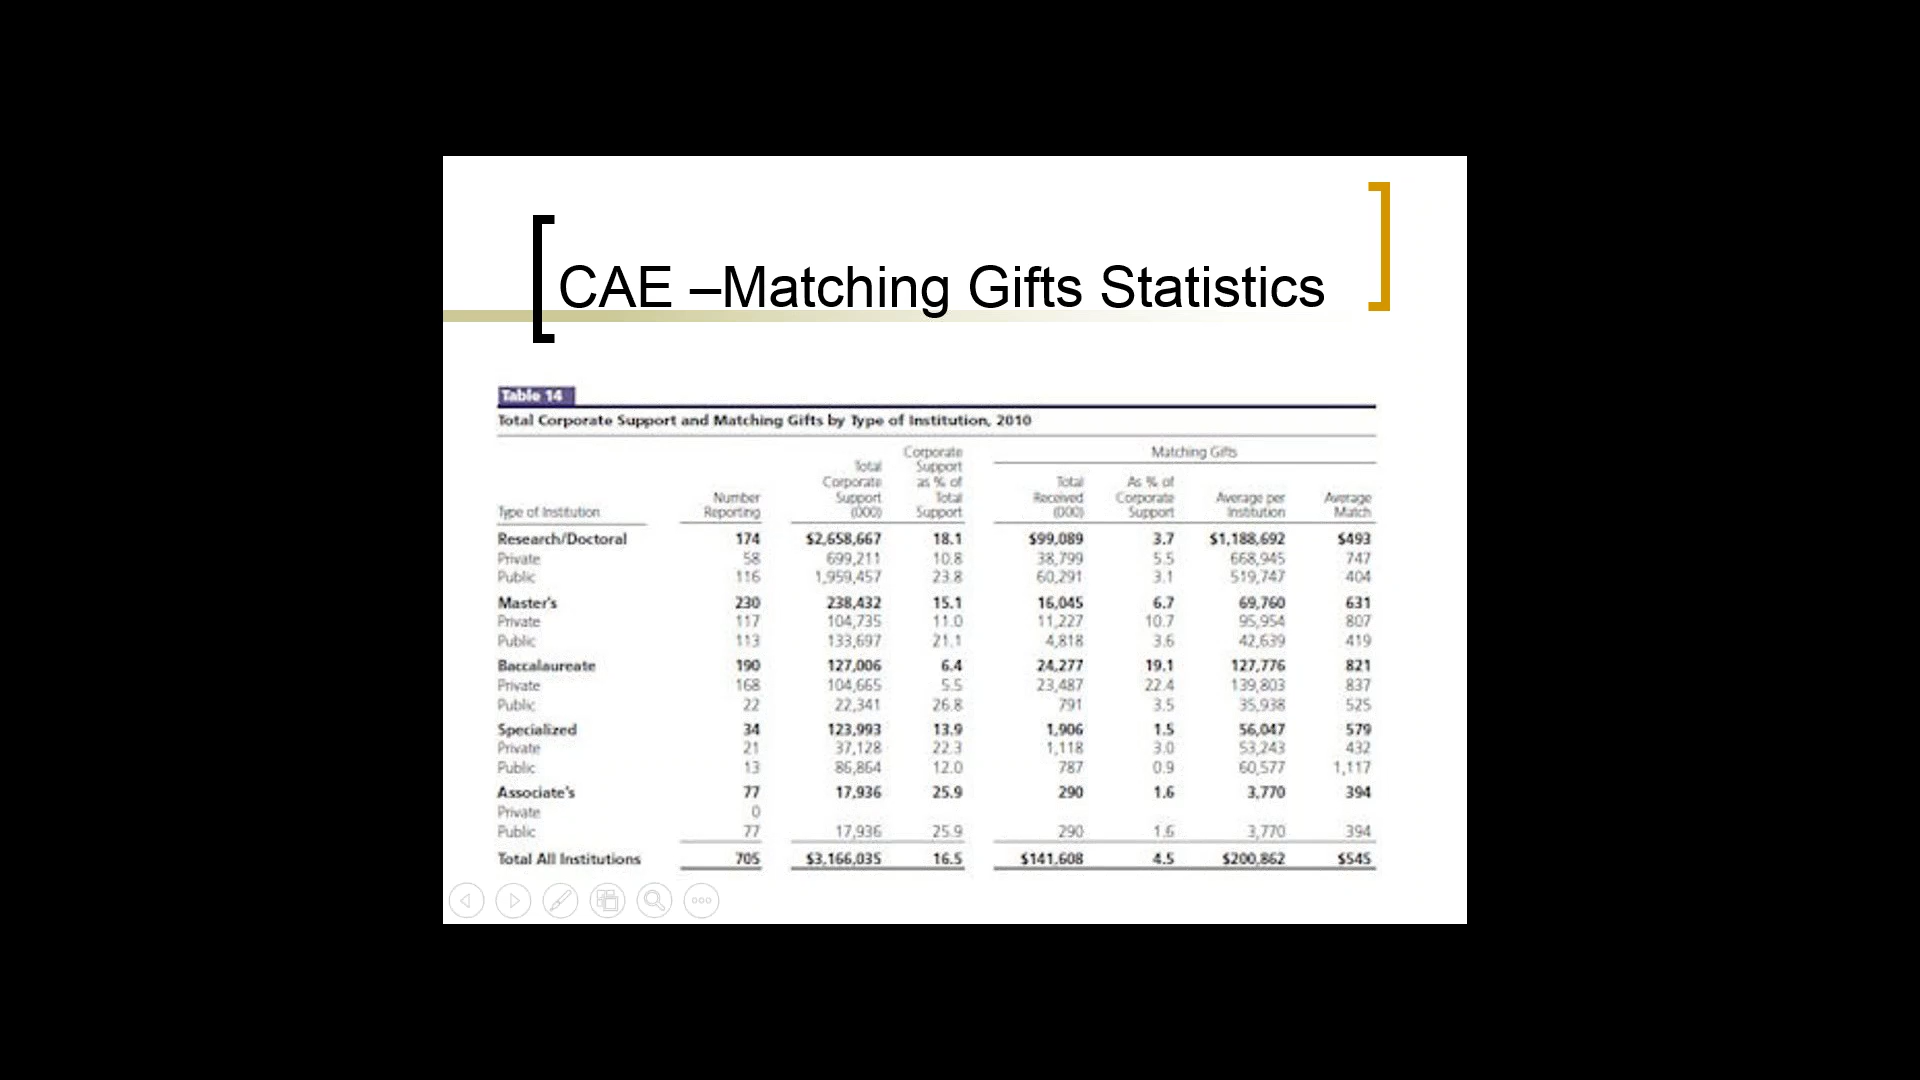 CAE –Matching Gifts Statistics
Table 14
Total Corporate Support and Matching Gifts by Type of Institution, 2010
Type of Institution Number Reporting Total Corporate Support (000) Corporate Support as % of Total Support Matching Gifts Total Received (000) As % of Corporate Support Average per Institution Average Match
Research/Doctoral 174 $2,658,667 18.1 $99,089 3.7 $1,188,692 $493
Private 58 699,211 10.8 38,799 5.5 668,945 747
Public 116 1,959,457 23.8 60,291 3.1 519,747 404
Master's 230 238,432 15.1 16,045 6.7 69,760 631
Private 117 104,735 11.0 11,227 10.7 95,954 807
Public 113 133,697 21.1 4,818 3.6 42,639 419
Baccalaureate 190 127,006 6.4 24,277 19.1 127,776 821
Private 168 104,665 5.5 23,487 22.4 139,803 837
Public 22 22,341 26.8 791 3.5 35,938 525
Specialized 34 123,993 13.9 1,906 1.5 56,047 579
Private 21 37,128 22.3 1,118 3.0 53,243 432
Public 13 86,864 12.0 787 0.9 60,577 1,117
Associate's 77 17,936 25.9 290 1.6 3,770 394
Private 0
Public 77 17,936 25.9 290 1.6 3,770 394
Total All Institutions 705 $3,166,035 16.5 $141,608 4.5 $200,862 $545